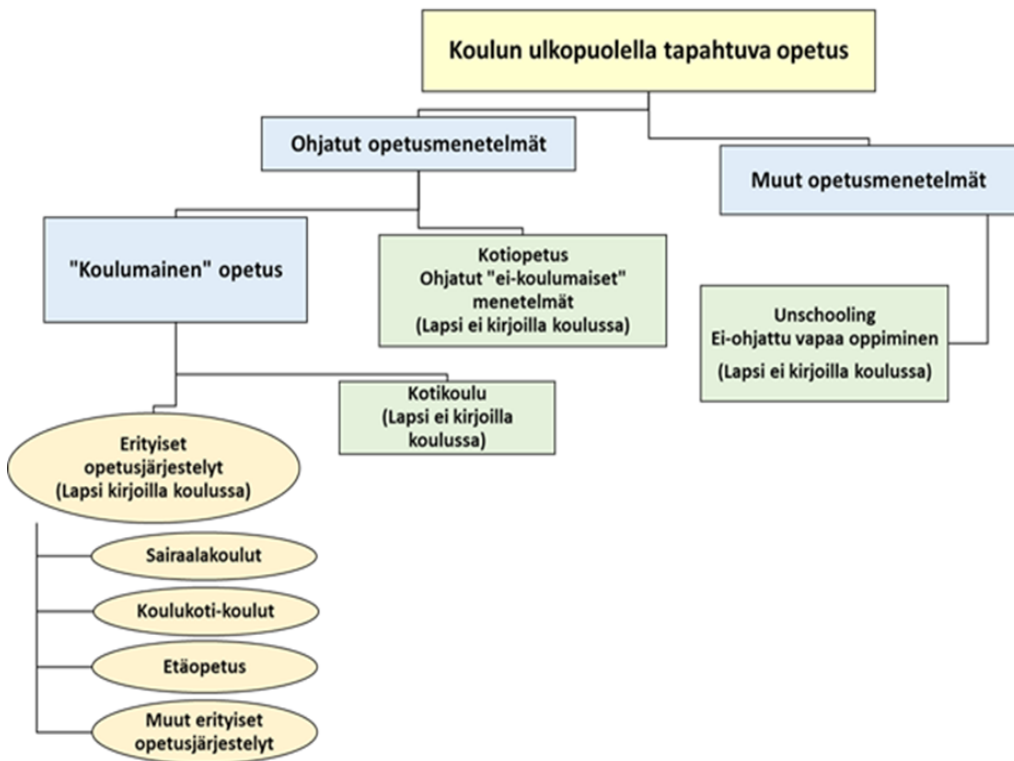 Koulun ulkopuolella tapahtuva opetus
Ohjatut opetusmenetelmät
Muut opetusmenetelmät
"Koulumainen" opetus
Kotiopetus
Ohjatut "ei-koulumaiset"
menetelmät
(Lapsi ei kirjoilla koulussa)
Unschooling
Ei-ohjattu vapaa oppiminen
(Lapsi ei kirjoilla koulussa)
Kotikoulu
(Lapsi ei kirjoilla
koulussa)
Erityiset
opetusjärjestelyt
(Lapsi kirjoilla koulussa)
Sairaalakoulut
Koulukoti-koulut
Etäopetus
Muut erityiset
opetusjärjestelyt